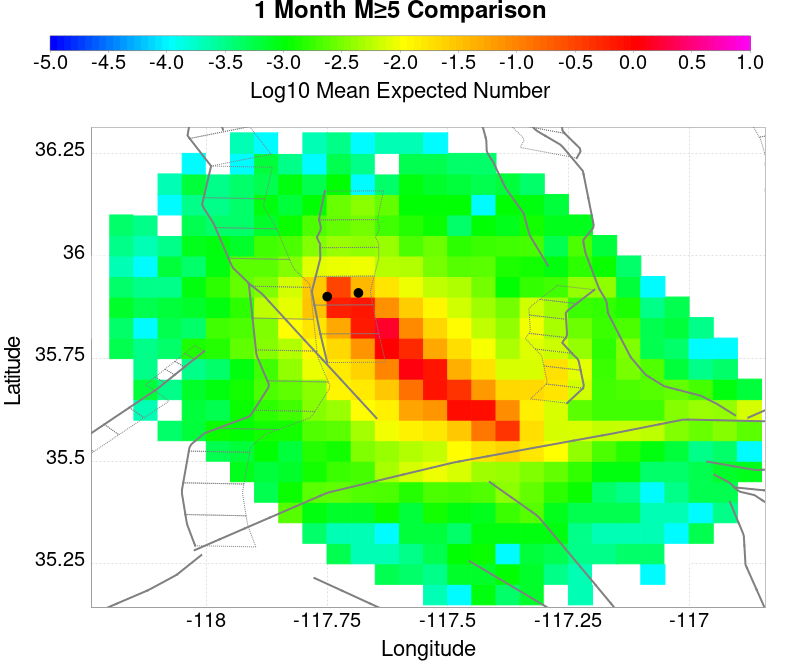 1 Month M≥5 Comparison
-5.0 -4.5 -4.0 -3.5 -3.0 -2.5 -2.0 -1.5 -1.0 -0.5 0.0 0.5 1.0
Log10 Mean Expected Number
36.25
36
35.75
35.5
35.25
Latitude
-118 -117.75 -117.5 -117.25 -117
Longitude